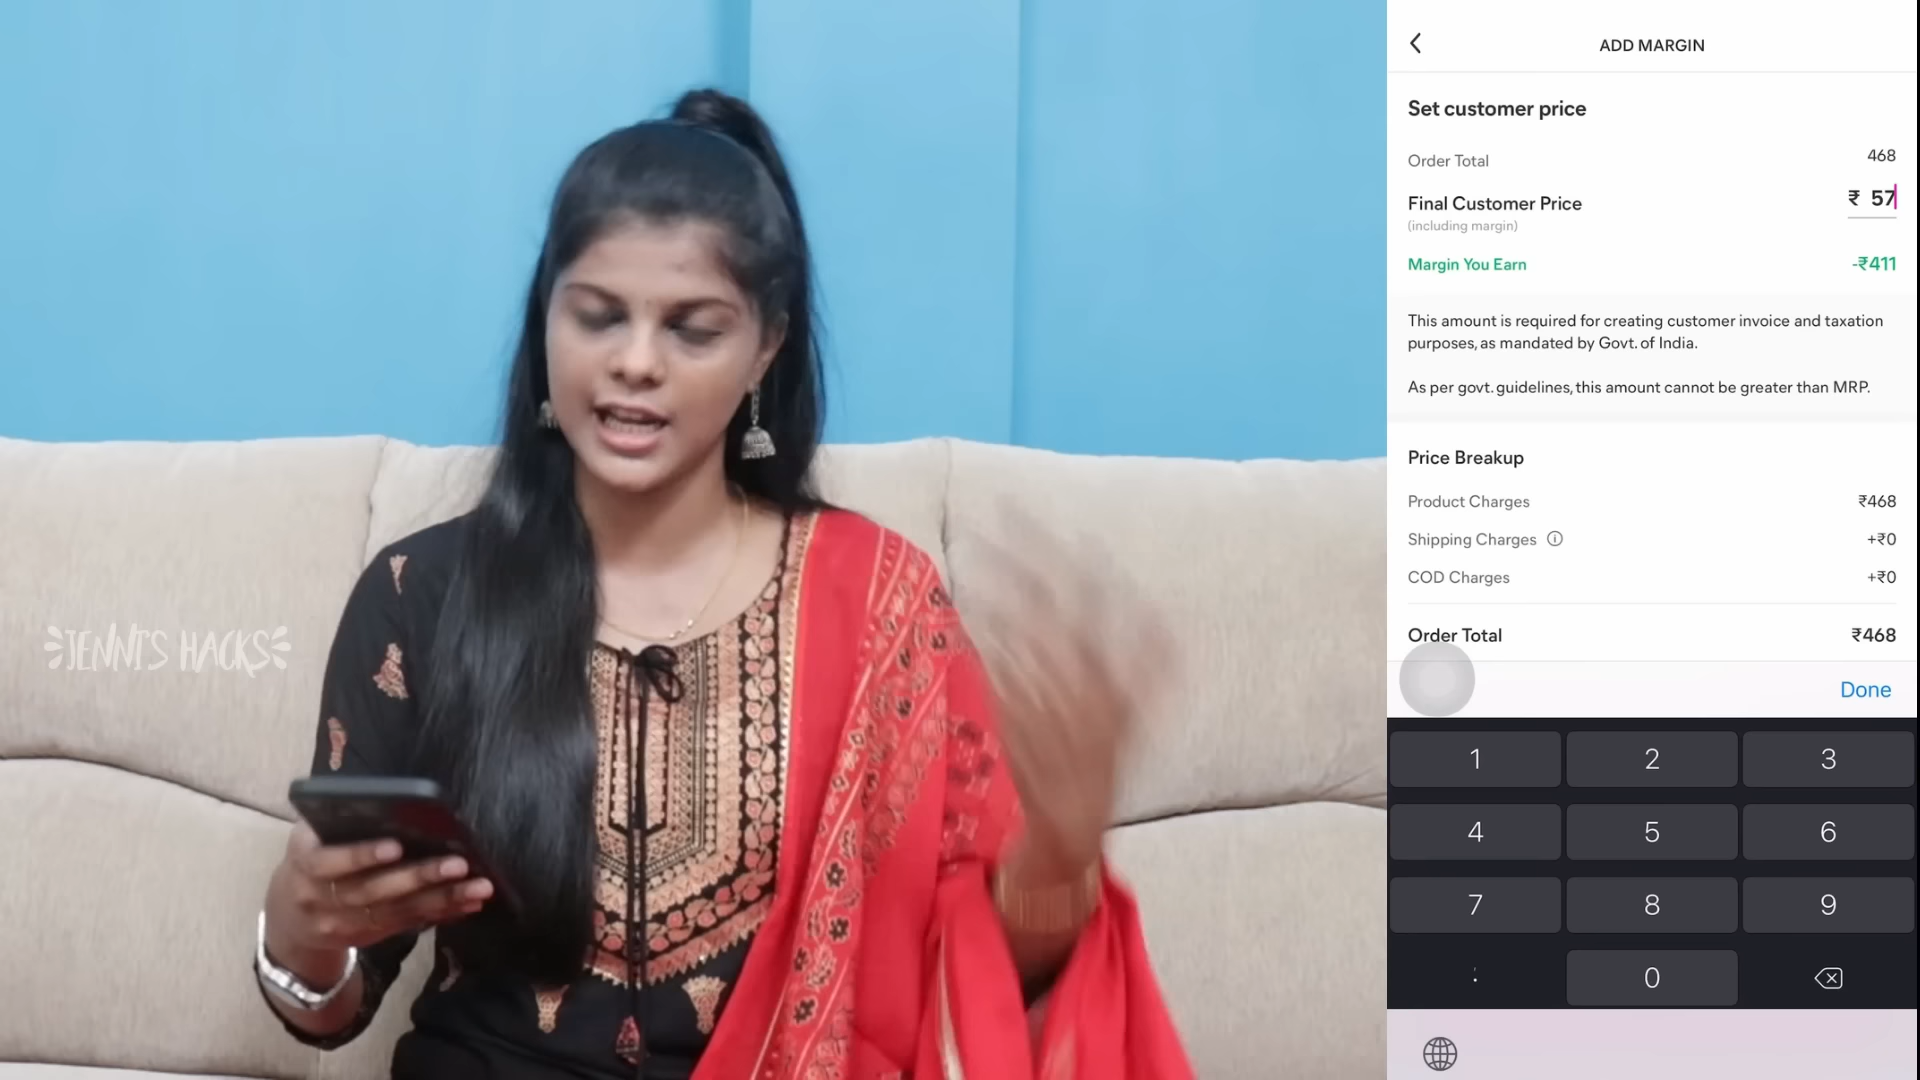 JENNI'S HACKS
ADD MARGIN
Set customer price
Order Total 468
Final Customer Price ₹ 57
(including margin)
Margin You Earn -₹411
This amount is required for creating customer invoice and taxation
purposes, as mandated by Govt. of India.
As per govt. guidelines, this amount cannot be greater than MRP.
Price Breakup
Product Charges ₹468
Shipping Charges +₹0
COD Charges +₹0
Order Total ₹468
Done
1 2 3
4 5 6
7 8 9
0